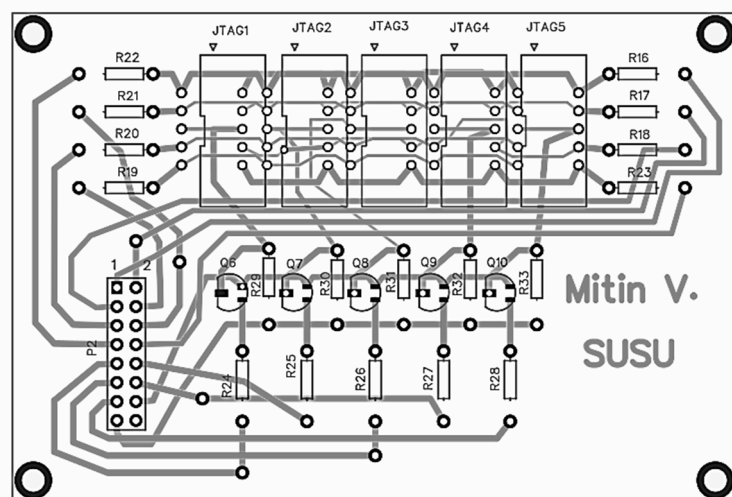 JTAG1 JTAG2 JTAG3 JTAG4 JTAG5
R22 R16
R21 R17
R20 R18
R19 R23
1 2 Q6 Q7 Q8 Q9 Q10
R29 R30 R31 R32 R33
Mitin V.
P2
SUSU
R24 R25 R26 R27 R28